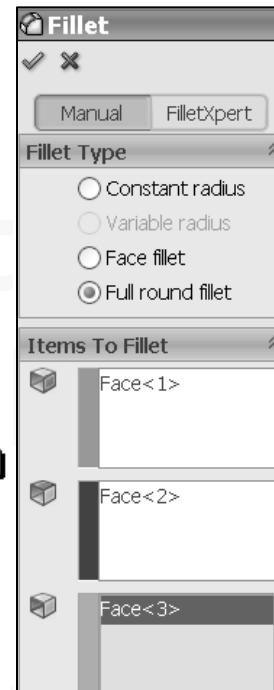 Fillet
Manual FilletXpert
Fillet Type
Constant radius
Variable radius
Face fillet
Full round fillet
Items To Fillet
Face<1>
Face<2>
Face<3>